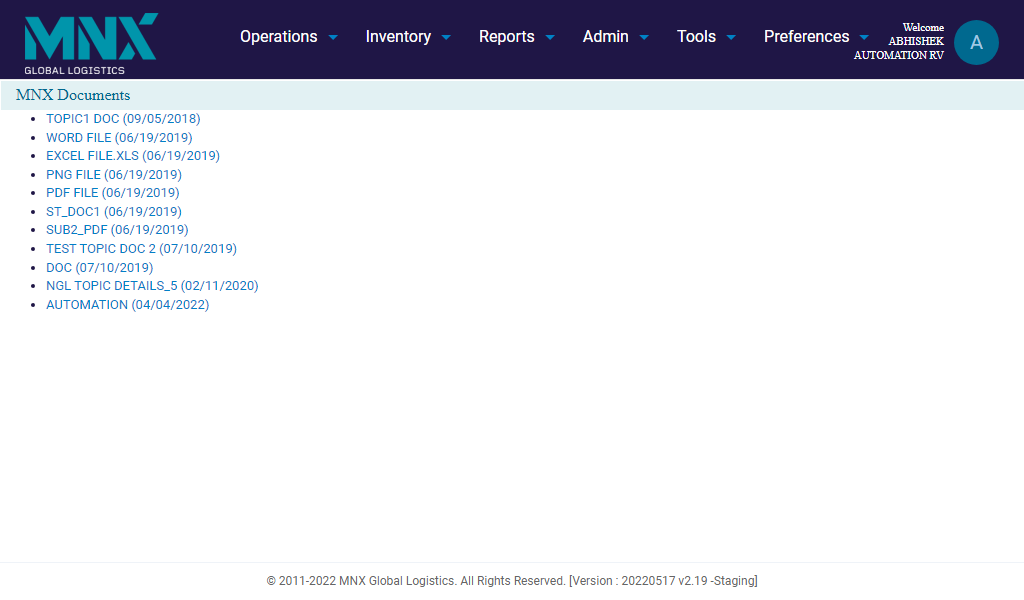 MNX
GLOBAL LOGISTICS
Operations
Inventory
Reports
Admin
Tools
Preferences
Welcome
ABHISHEK
AUTOMATION RV
A
MNX Documents
TOPIC1 DOC (09/05/2018)
WORD FILE (06/19/2019)
EXCEL FILE.XLS (06/19/2019)
PNG FILE (06/19/2019)
PDF FILE (06/19/2019)
ST_DOC1 (06/19/2019)
SUB2_PDF (06/19/2019)
TEST TOPIC DOC 2 (07/10/2019)
DOC (07/10/2019)
NGL TOPIC DETAILS_5 (02/11/2020)
AUTOMATION (04/04/2022)
© 2011-2022 MNX Global Logistics. All Rights Reserved. [Version : 20220517 v2.19 -Staging]